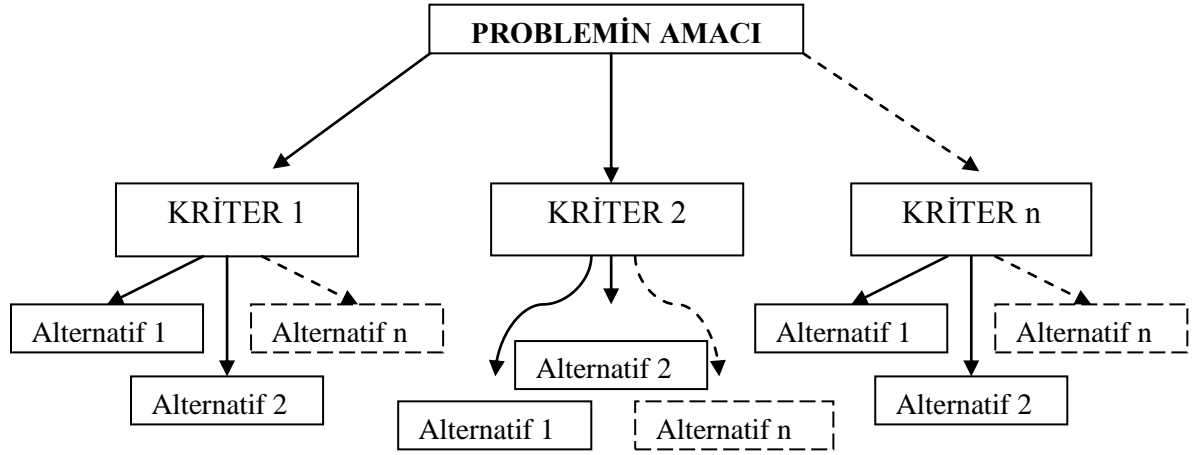 PROBLEMİN AMACI
KRİTER 1
KRİTER 2
KRİTER n
Alternatif 1
Alternatif n
Alternatif 2
Alternatif 2
Alternatif 1
Alternatif n
Alternatif 1
Alternatif n
Alternatif 2